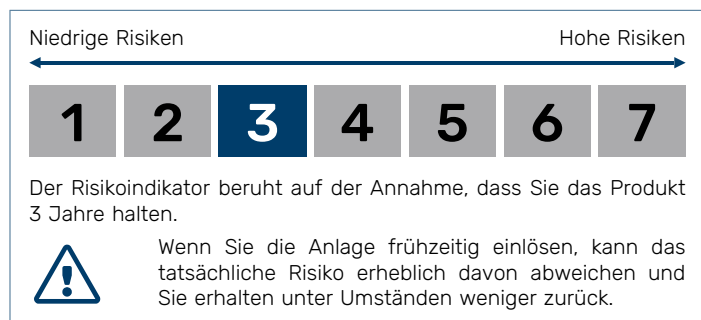 Niedrige Risiken Hohe Risiken
1 2 3 4 5 6 7
Der Risikoindikator beruht auf der Annahme, dass Sie das Produkt
3 Jahre halten.
Wenn Sie die Anlage frühzeitig einlösen, kann das
tatsächliche Risiko erheblich davon abweichen und
Sie erhalten unter Umständen weniger zurück.